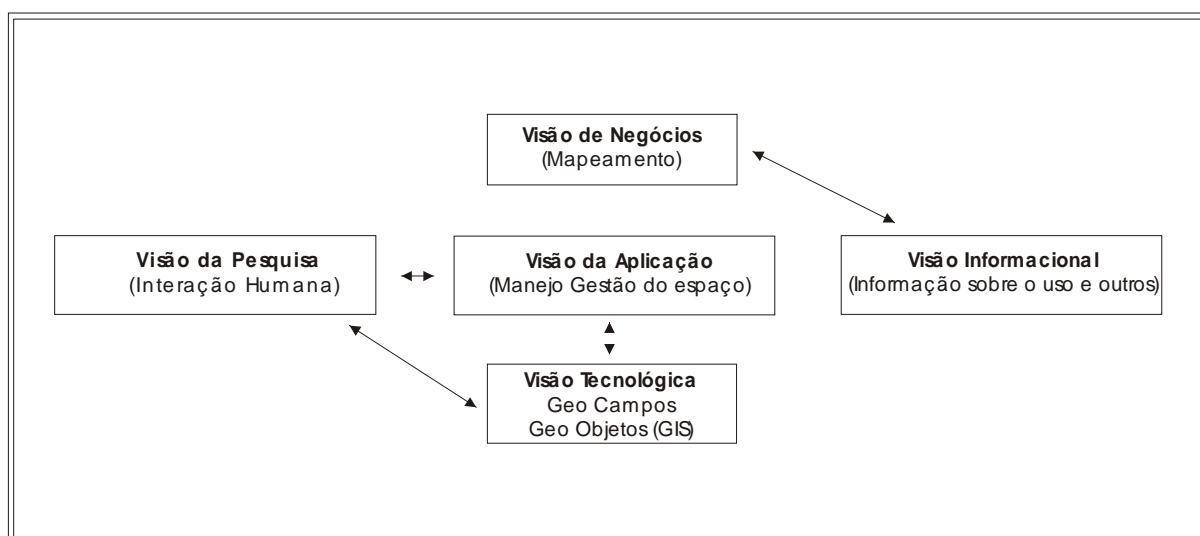 Visão de Negócios
(Mapeamento)
Visão da Pesquisa
(Interação Humana)
Visão da Aplicação
(Manejo Gestão do espaço)
Visão Informacional
(Informação sobre o uso e outros)
Visão Tecnológica
Geo Campos
Geo Objetos (GIS)